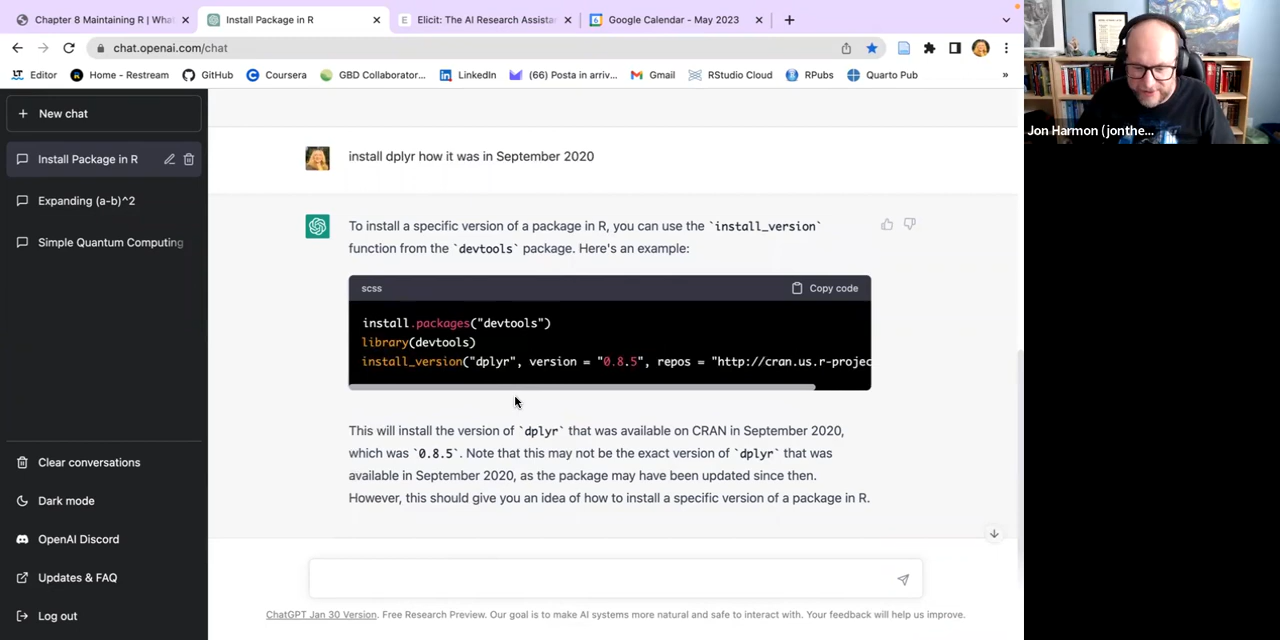 Chapter 8 Maintaining R | What
Install Package in R
Elicit: The AI Research Assistan
Google Calendar - May 2023
chat.openai.com/chat
Editor
Home - Restream
GitHub
Coursera
GBD Collaborator...
LinkedIn
(66) Posta in arriv...
Gmail
RStudio Cloud
RPubs
Quarto Pub
»
Jon Harmon (jonthe...
+ New chat
Install Package in R
Expanding (a-b)^2
Simple Quantum Computing
Clear conversations
Dark mode
OpenAI Discord
Updates & FAQ
Log out
install dplyr how it was in September 2020
To install a specific version of a package in R, you can use the `install_version`
function from the `devtools` package. Here's an example:
scss
Copy code
install.packages("devtools")
library(devtools)
install_version("dplyr", version = "0.8.5", repos = "http://cran.us.r-projec
This will install the version of `dplyr` that was available on CRAN in September 2020,
which was `0.8.5`. Note that this may not be the exact version of `dplyr` that was
available in September 2020, as the package may have been updated since then.
However, this should give you an idea of how to install a specific version of a package in R.
ChatGPT Jan 30 Version. Free Research Preview. Our goal is to make AI systems more natural and safe to interact with. Your feedback will help us improve.